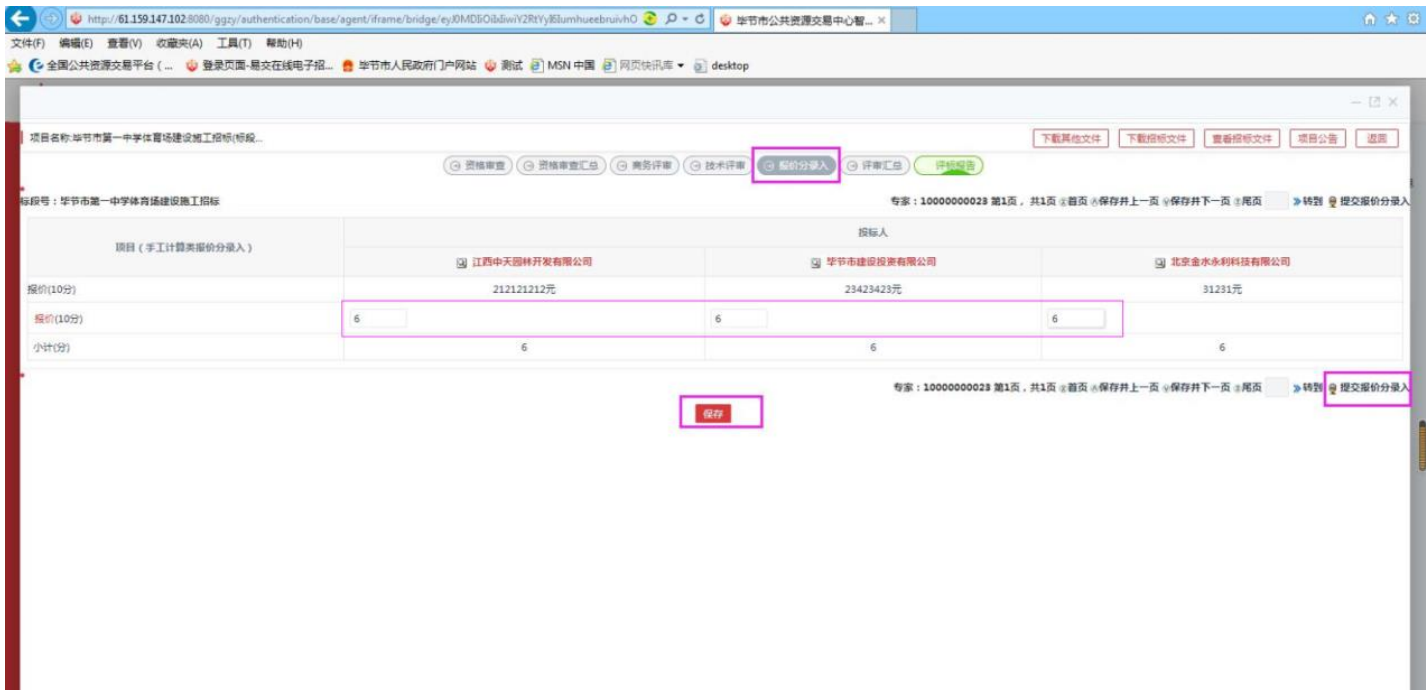 http://61.159.147.102:8080/ggzy/authentication/base/agent/iframe/bridge/
毕节市公共资源交易中心智... ×
文件(F) 编辑(E) 查看(V) 收藏夹(A) 工具(T) 帮助(H)
全国公共资源交易平台 (... 登录页面-易交在线电子招... 毕节市人民政府门户网站 测试 MSN 中国 网页快讯库 desktop
项目名称:毕节市第一中学体育场建设施工招标(标段... 下载其他文件 下载招标文件 查看招标文件 项目公告 返回
资格审查 资格审查汇总 商务评审 技术评审 报价分录入 评审汇总 评标报告
标段号：毕节市第一中学体育场建设施工招标 专家：10000000023 第1页，共1页 首页 保存并上一页 保存并下一页 尾页 转到 提交报价分录入
项目（手工计算类报价分录入） 投标人
江西中天园林开发有限公司 毕节市建设投资有限公司 北京金水永利科技有限公司
报价(10分) 212121212元 23423423元 31231元
报价(10分) 6 6 6
小计(分) 6 6 6
专家：10000000023 第1页，共1页 首页 保存并上一页 保存并下一页 尾页 转到 提交报价分录入
保存